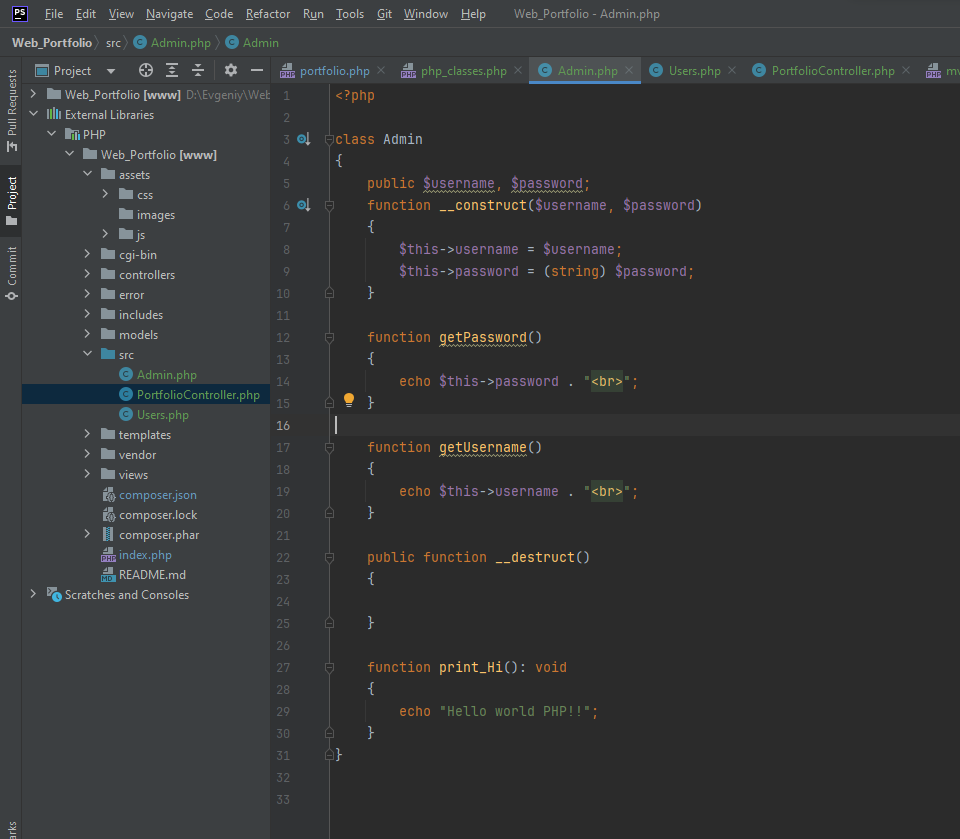 PS File Edit View Navigate Code Refactor Run Tools Git Window Help Web_Portfolio - Admin.php
Web_Portfolio src Admin.php Admin
Project
portfolio.php php_classes.php Admin.php Users.php PortfolioController.php
Pull Requests
Project
Commit
Web_Portfolio [www] D:\Evgeniy\Web
External Libraries
PHP
Web_Portfolio [www]
assets
css
images
js
cgi-bin
controllers
error
includes
models
src
Admin.php
PortfolioController.php
Users.php
templates
vendor
views
composer.json
composer.lock
composer.phar
index.php
README.md
Scratches and Consoles
1 <?php
2
3 class Admin
4 {
5 public $username, $password;
6 function __construct($username, $password)
7 {
8 $this->username = $username;
9 $this->password = (string) $password;
10 }
11
12 function getPassword()
13 {
14 echo $this->password . "<br>";
15 }
16
17 function getUsername()
18 {
19 echo $this->username . "<br>";
20 }
21
22 public function __destruct()
23 {
24
25 }
26
27 function print_Hi(): void
28 {
29 echo "Hello world PHP!!";
30 }
31 }
32
33